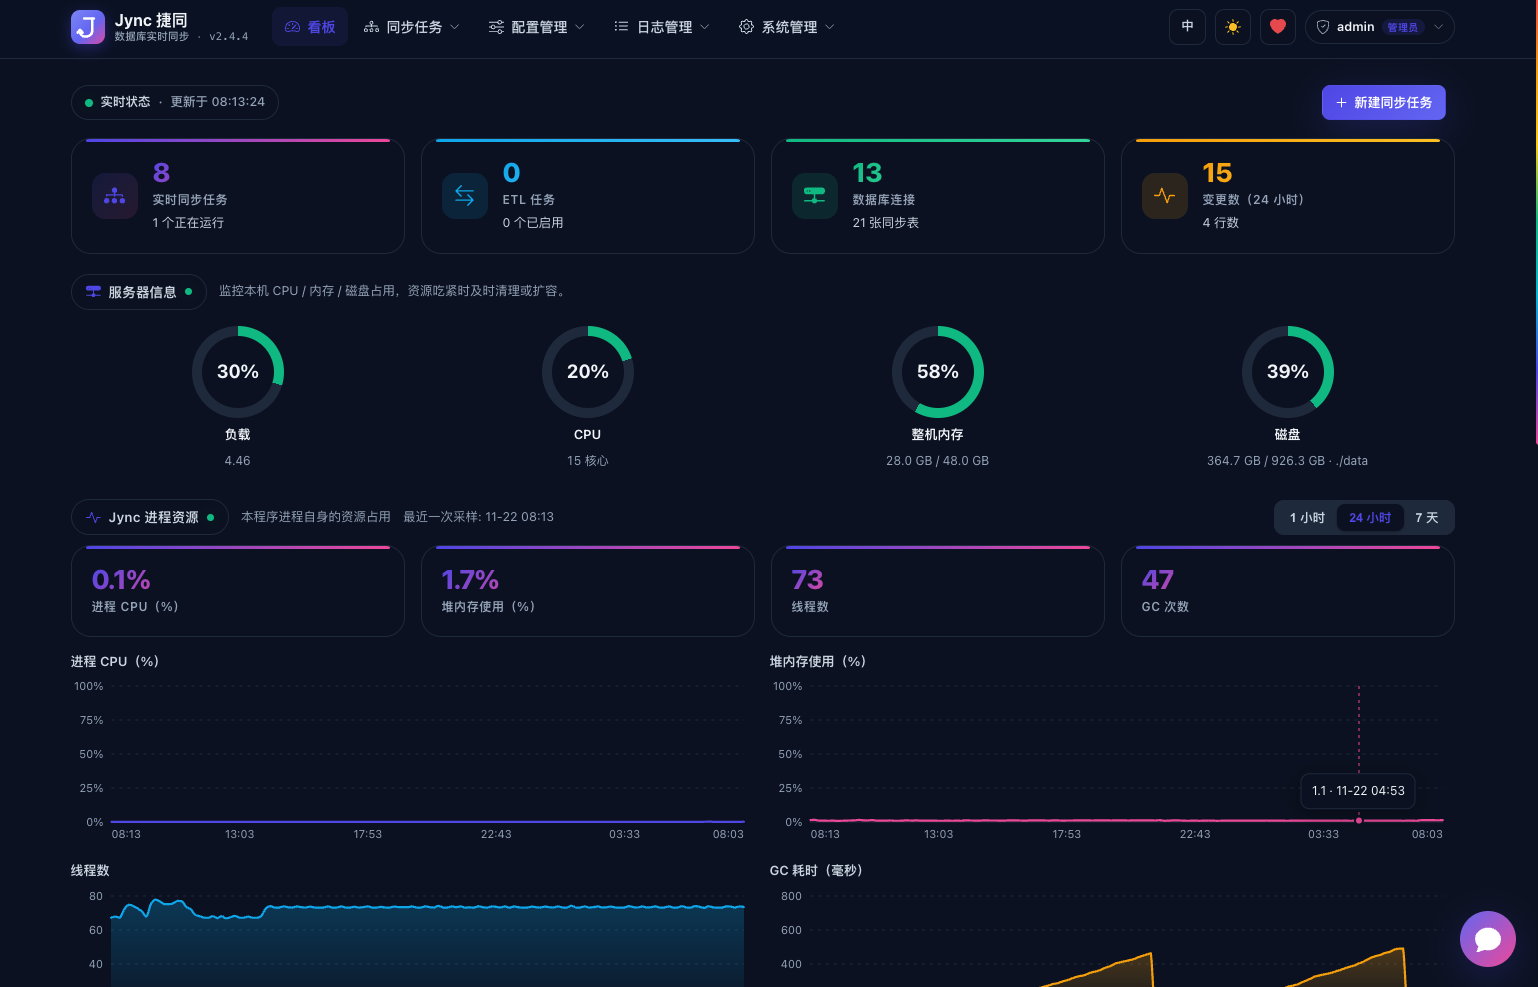 Jync 捷同
数据库实时同步 · v2.4.4
看板
同步任务
配置管理
日志管理
系统管理
中
admin 管理员
实时状态 · 更新于 08:13:24
+ 新建同步任务
8
实时同步任务
1 个正在运行
0
ETL 任务
0 个已启用
13
数据库连接
21 张同步表
15
变更数（24 小时）
4 行数
服务器信息
监控本机 CPU / 内存 / 磁盘占用，资源吃紧时及时清理或扩容。
30%
负载
4.46
20%
CPU
15 核心
58%
整机内存
28.0 GB / 48.0 GB
39%
磁盘
364.7 GB / 926.3 GB · ./data
Jync 进程资源
本程序进程自身的资源占用 最近一次采样: 11-22 08:13
1 小时 24 小时 7 天
0.1%
进程 CPU（%）
1.7%
堆内存使用（%）
73
线程数
47
GC 次数
进程 CPU（%）
100%
75%
50%
25%
0%
08:13 13:03 17:53 22:43 03:33 08:03
堆内存使用（%）
100%
75%
50%
25%
0%
1.1 · 11-22 04:53
08:13 13:03 17:53 22:43 03:33 08:03
线程数
80
60
40
GC 耗时（毫秒）
800
600
400